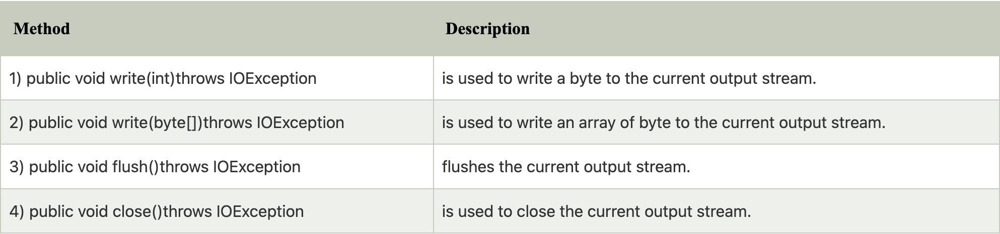 Method Description
1) public void write(int)throws IOException is used to write a byte to the current output stream.
2) public void write(byte[])throws IOException is used to write an array of byte to the current output stream.
3) public void flush()throws IOException flushes the current output stream.
4) public void close()throws IOException is used to close the current output stream.